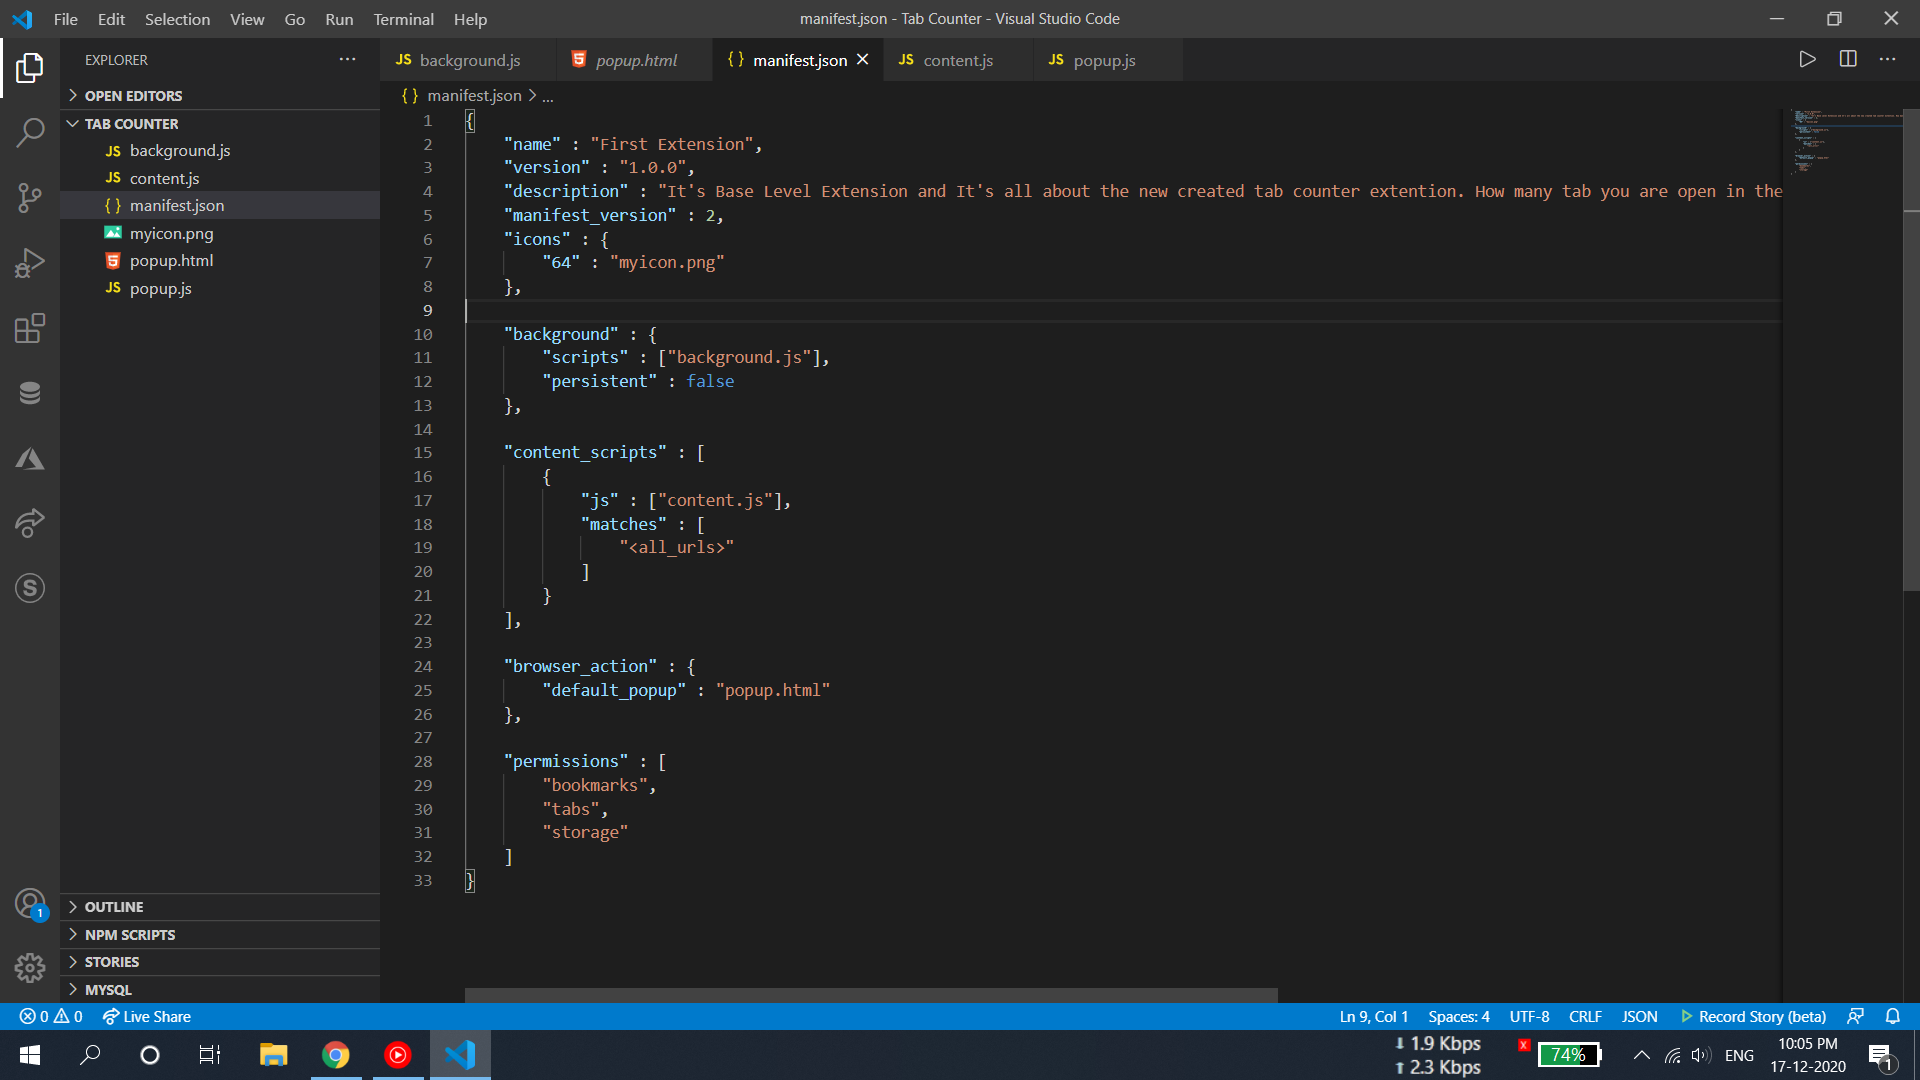 File Edit Selection View Go Run Terminal Help
manifest.json - Tab Counter - Visual Studio Code
EXPLORER
OPEN EDITORS
TAB COUNTER
JS background.js
JS content.js
{ } manifest.json
myicon.png
popup.html
JS popup.js
OUTLINE
NPM SCRIPTS
STORIES
MYSQL
JS background.js
popup.html
{ } manifest.json
JS content.js
JS popup.js
{ } manifest.json > ...
1 {
2 "name" : "First Extension",
3 "version" : "1.0.0",
4 "description" : "It's Base Level Extension and It's all about the new created tab counter extention. How many tab you are open in the
5 "manifest_version" : 2,
6 "icons" : {
7 "64" : "myicon.png"
8 },
9
10 "background" : {
11 "scripts" : ["background.js"],
12 "persistent" : false
13 },
14
15 "content_scripts" : [
16 {
17 "js" : ["content.js"],
18 "matches" : [
19 "<all_urls>"
20 ]
21 }
22 ],
23
24 "browser_action" : {
25 "default_popup" : "popup.html"
26 },
27
28 "permissions" : [
29 "bookmarks",
30 "tabs",
31 "storage"
32 ]
33 }
1
0 0 Live Share
Ln 9, Col 1 Spaces: 4 UTF-8 CRLF JSON Record Story (beta)
1.9 Kbps
2.3 Kbps
74%
ENG
10:05 PM
17-12-2020
1